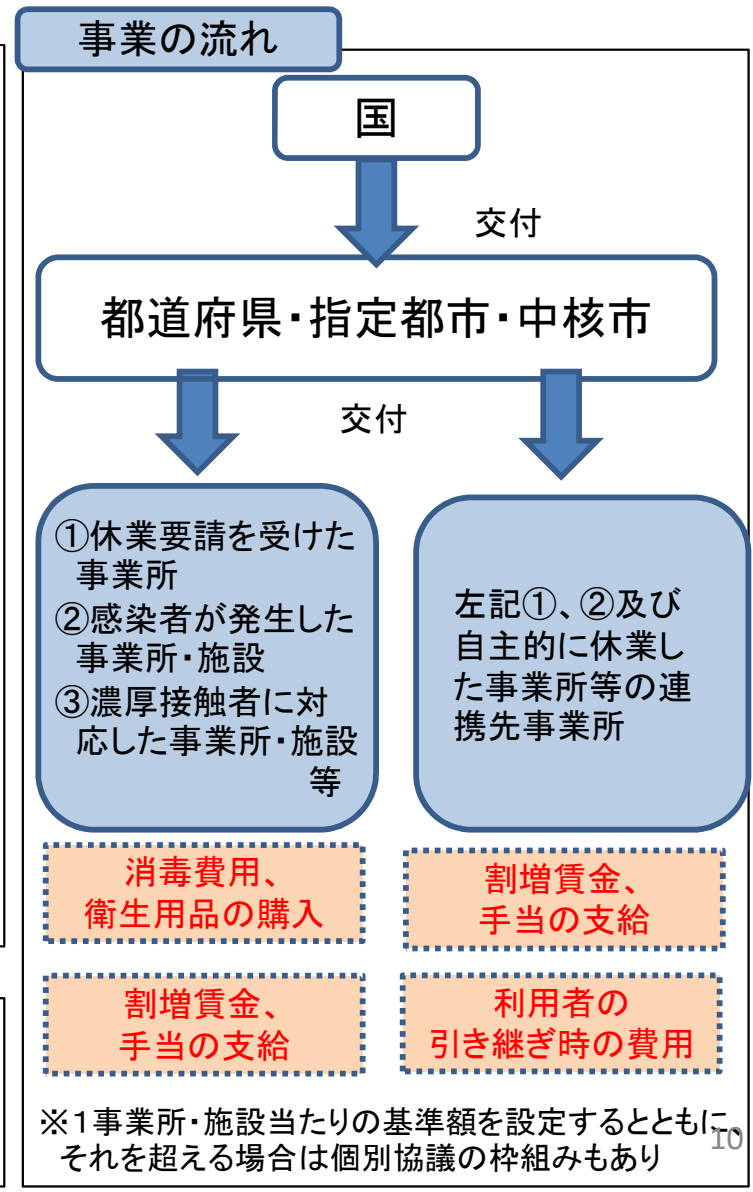 事業の流れ
国
交付
都道府県・指定都市・中核市
交付
①休業要請を受けた
事業所
②感染者が発生した
事業所・施設
③濃厚接触者に対
応した事業所・施設
等
左記①、②及び
自主的に休業し
た事業所等の連
携先事業所
消毒費用、
衛生用品の購入
割増賃金、
手当の支給
割増賃金、
手当の支給
利用者の
引き継ぎ時の費用
※１事業所・施設当たりの基準額を設定するとともに、
それを超える場合は個別協議の枠組みもあり
10